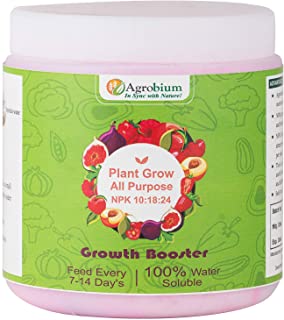 Agrobium
In Sync with Nature!
Plant Grow
All Purpose
NPK 10:18:24
Growth Booster
Feed Every
7-14 Day's
100% Water
Soluble